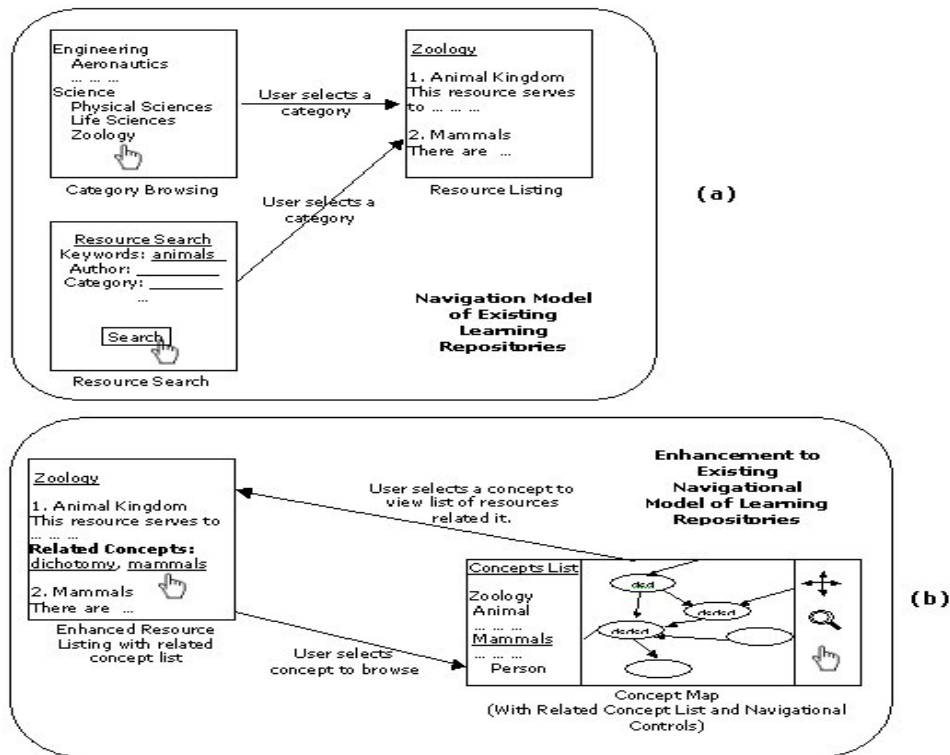 Engineering
Aeronautics
... ... ...
Science
Physical Sciences
Life Sciences
Zoology
Category Browsing
User selects a
category
Zoology
1. Animal Kingdom
This resource serves
to ... ... ...
2. Mammals
There are ...
Resource Listing
User selects a
category
Resource Search
Keywords: animals
Author:
Category:
...
Search
Resource Search
Navigation Model
of Existing
Learning
Repositories
(a)
Zoology
1. Animal Kingdom
This resource serves to
... ... ...
Related Concepts:
dichotomy, mammals
2. Mammals
There are ...
Enhanced Resource
Listing with related
concept list
User selects a concept to
view list of resources
related it.
User selects
concept to browse
Enhancement to
Existing
Navigational
Model of Learning
Repositories
Concepts List
Zoology
Animal
... ... ...
Mammals
... ... ...
Person
Concept Map
(With Related Concept List and Navigational
Controls)
(b)